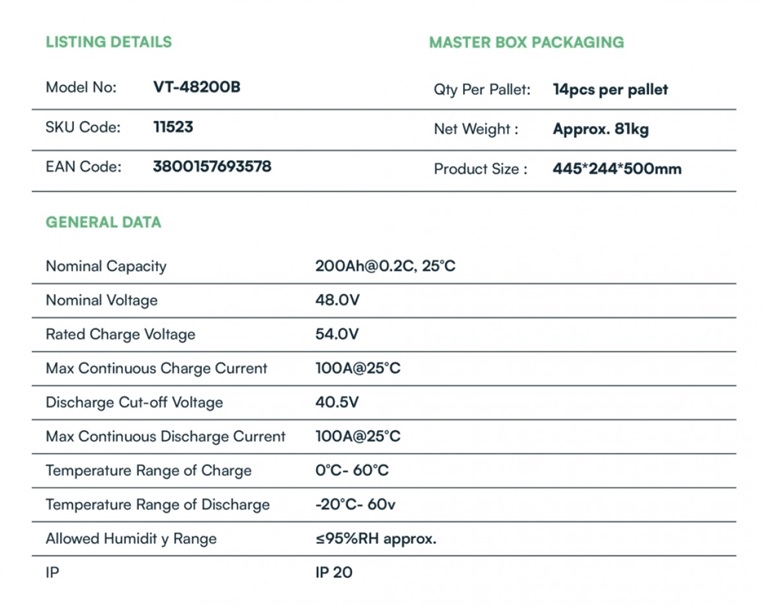 LISTING DETAILS
Model No: VT-48200B
SKU Code: 11523
EAN Code: 3800157693578
MASTER BOX PACKAGING
Qty Per Pallet: 14pcs per pallet
Net Weight : Approx. 81kg
Product Size : 445*244*500mm
GENERAL DATA
Nominal Capacity 200Ah@0.2C, 25°C
Nominal Voltage 48.0V
Rated Charge Voltage 54.0V
Max Continuous Charge Current 100A@25°C
Discharge Cut-off Voltage 40.5V
Max Continuous Discharge Current 100A@25°C
Temperature Range of Charge 0°C- 60°C
Temperature Range of Discharge -20°C- 60v
Allowed Humidit y Range ≤95%RH approx.
IP IP 20